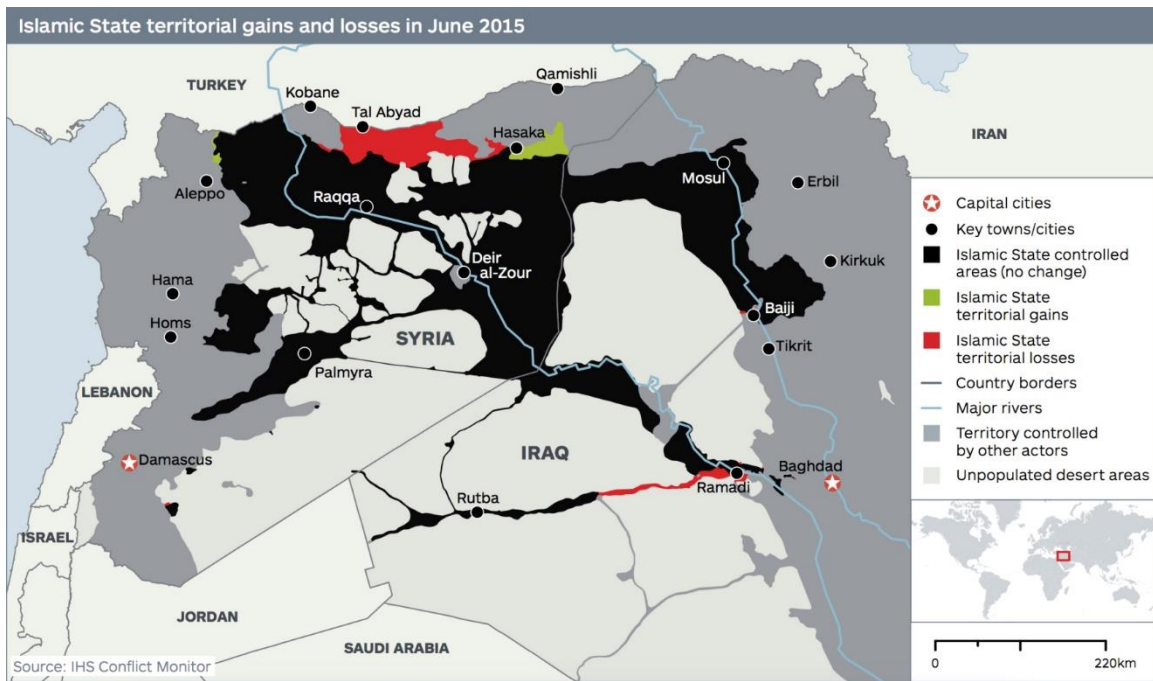 Islamic State territorial gains and losses in June 2015
TURKEY
Kobane
Tal Abyad
Qamishli
Hasaka
IRAN
Mosul
Erbil
Aleppo
Raqqa
Deir
al-Zour
Kirkuk
Hama
Homs
SYRIA
Baiji
Tikrit
Palmyra
LEBANON
Damascus
IRAQ
Baghdad
Ramadi
Rutba
ISRAEL
JORDAN
SAUDI ARABIA
Source: IHS Conflict Monitor
Capital cities
Key towns/cities
Islamic State controlled
areas (no change)
Islamic State
territorial gains
Islamic State
territorial losses
Country borders
Major rivers
Territory controlled
by other actors
Unpopulated desert areas
0
220km